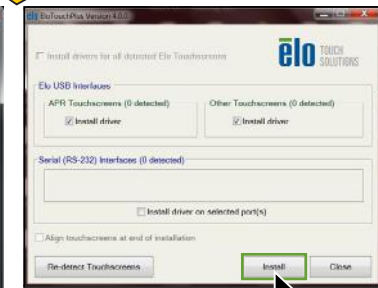 EloTouchPlus Version 4.0.0
Install drivers for all detected Elo Touchscreens
elo TOUCH SOLUTIONS
Elo USB Interfaces
APR Touchscreens (0 detected)
Other Touchscreens (0 detected)
Install driver
Install driver
Serial (RS-232) Interfaces (0 detected)
Install driver on selected port(s)
Align touchscreens at end of installation
Re-detect Touchscreens
Install
Close